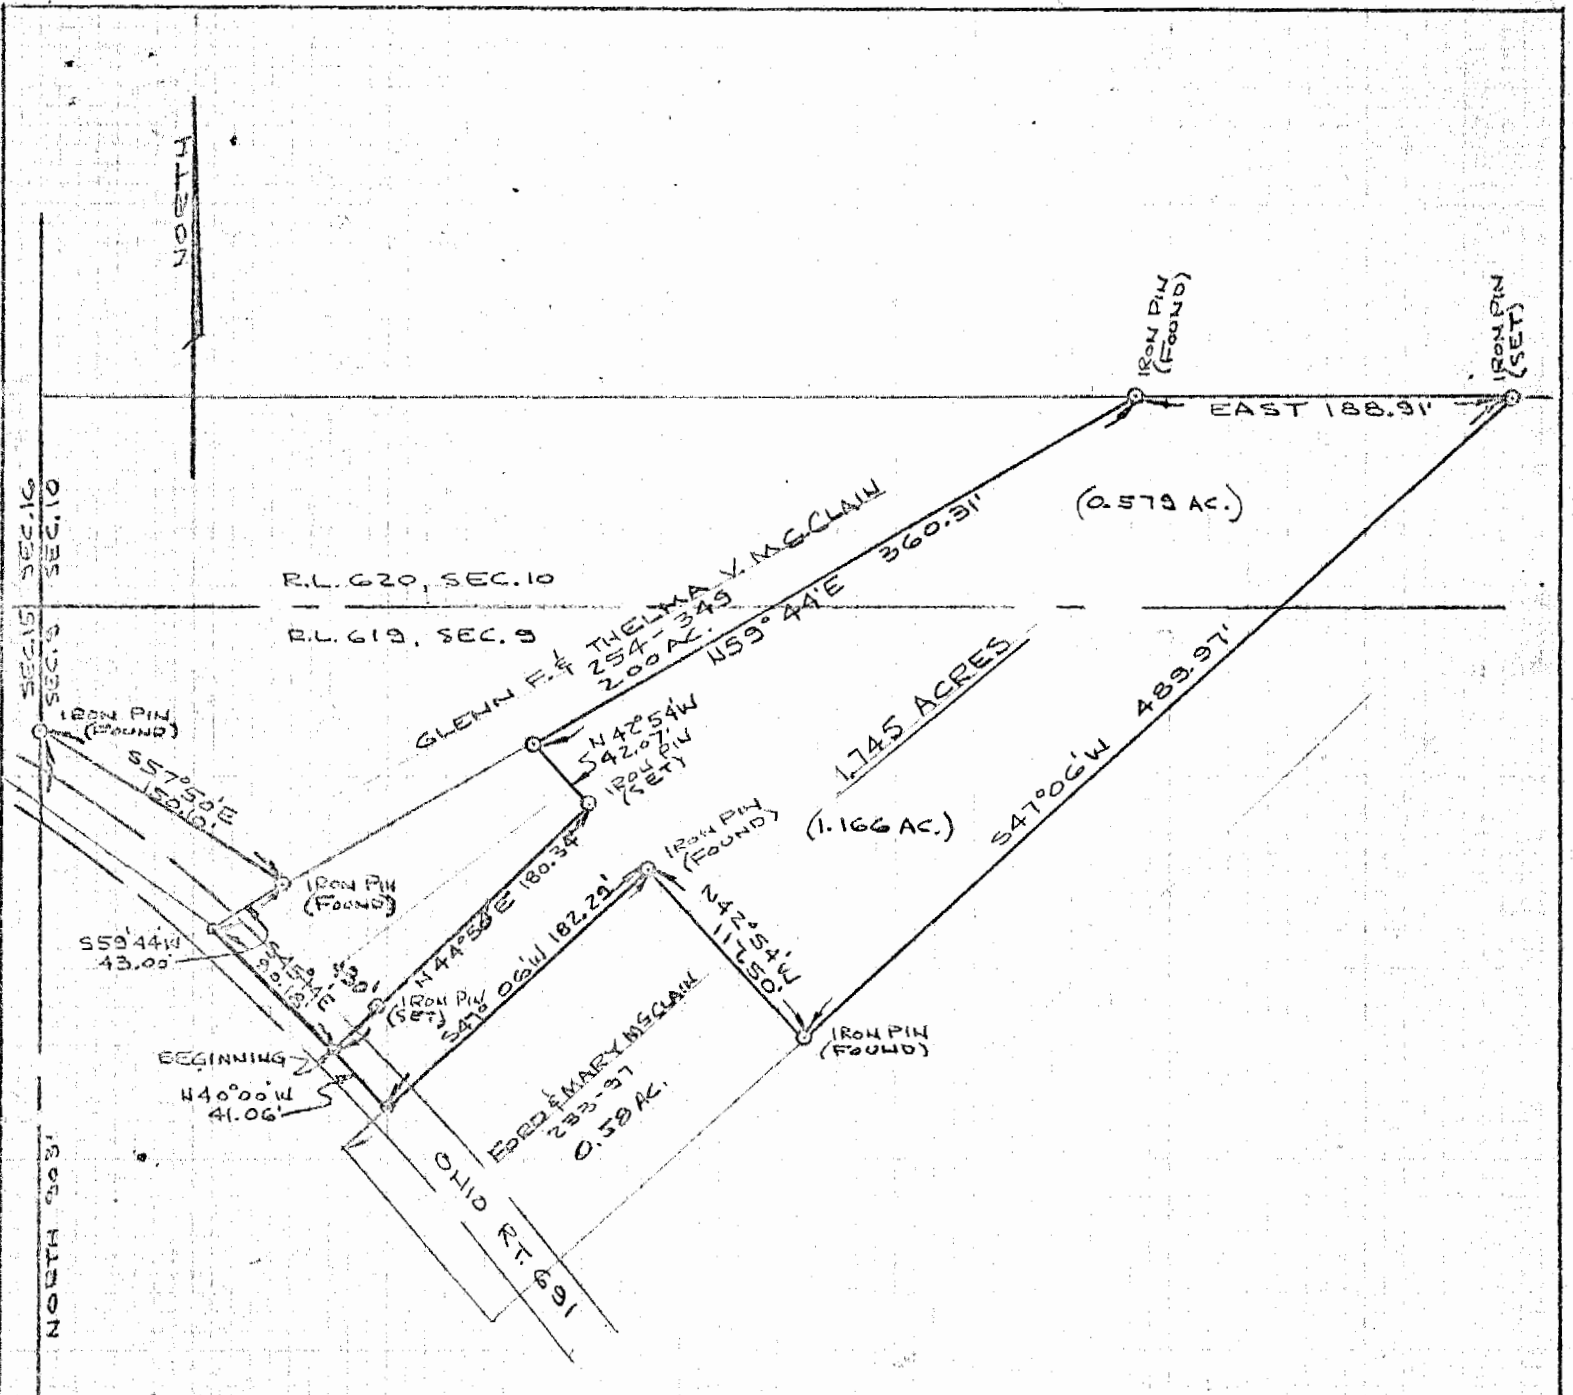 NORTH
IRON PIN
(FOUND)
IRON PIN
(SET)
EAST 188.91'
(0.579 AC.)
SEC.16
SEC.10
SEC.15
SEC.9
R.L. 620, SEC.10
R.L. 619, SEC. 9
GLENN F. & THELMA V. McCLAIN
254-349
200 AC.
N59°44'E 360.31'
1.745 ACRES
(1.166 AC.)
489.97'
S47°06'W
IRON PIN
(FOUND)
S57°50'E
150.10'
N42°54'W
42.07'
IRON PIN
(SET)
IRON PIN
(FOUND)
IRON PIN
(FOUND)
S59°44'W
43.00'
N44°50'E 180.34'
S47° 06'W 182.29'
N42°54'W
117.50'
IRON PIN
(SET)
IRON PIN
(FOUND)
BEGINNING
N40°00'W
41.06'
FORD & MARY McCLAIN
233-97
0.58 AC.
OHIO RT. 691
NORTH 903'